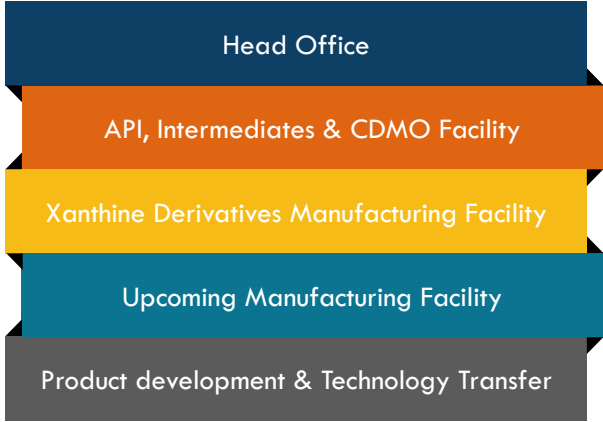 Head Office
API, Intermediates & CDMO Facility
Xanthine Derivatives Manufacturing Facility
Upcoming Manufacturing Facility
Product development & Technology Transfer